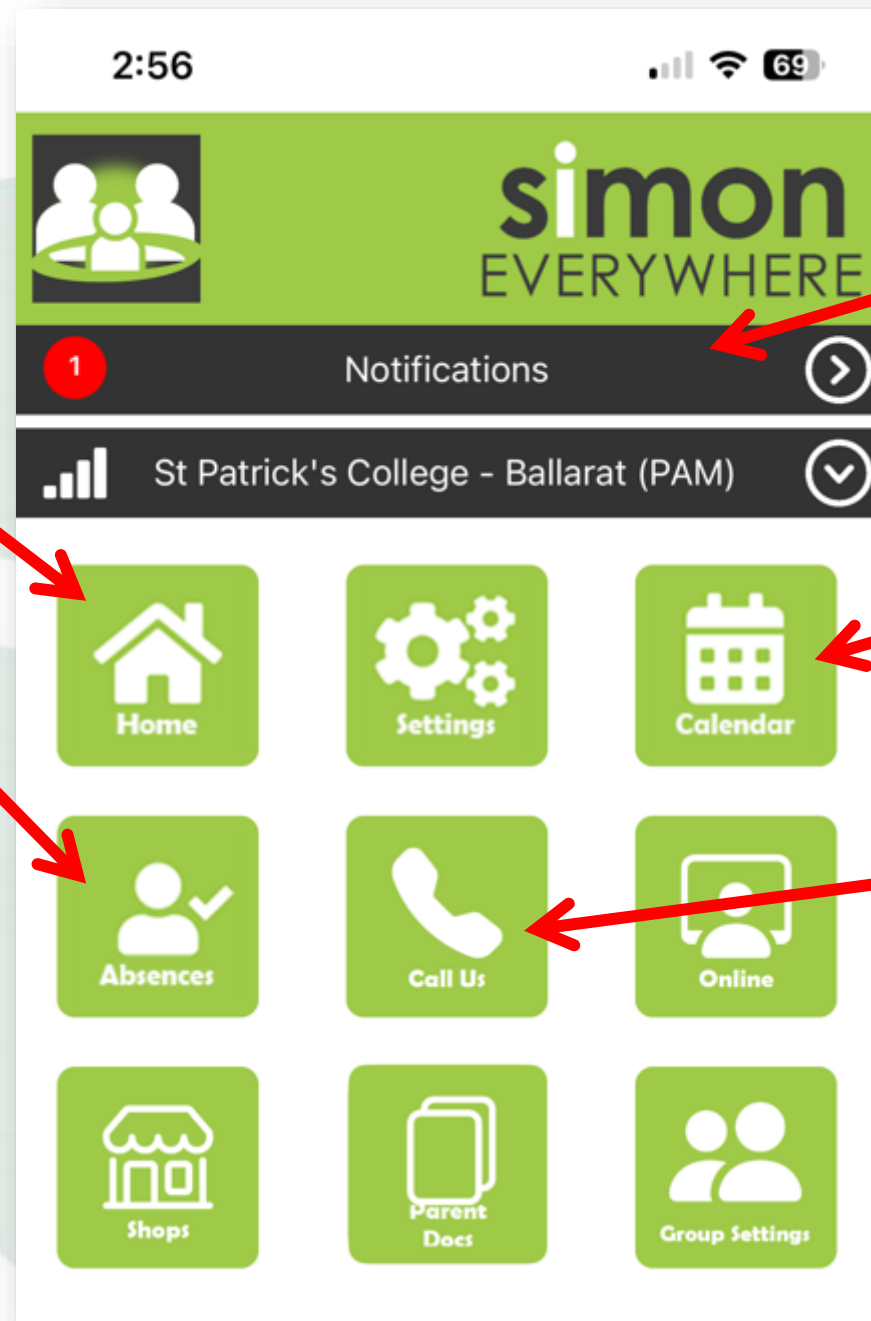 2:56
69
simon
EVERYWHERE
1
Notifications
St Patrick's College - Ballarat (PAM)
Home
Settings
Calendar
Absences
Call Us
Online
Shops
Parent
Docs
Group Settings